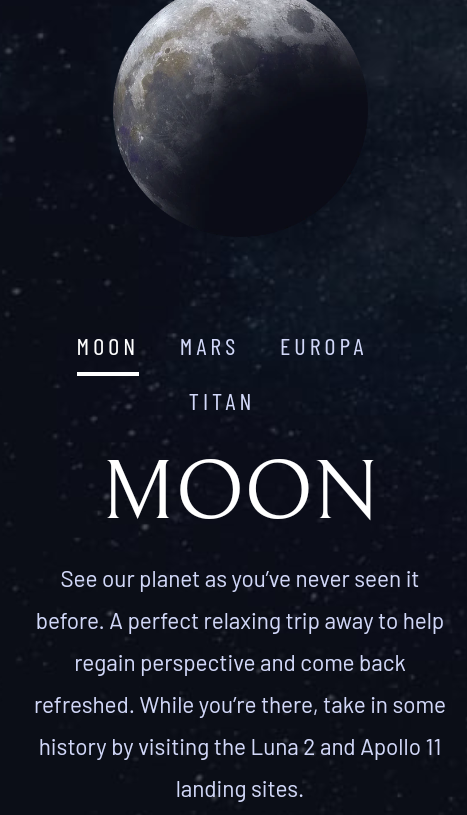 MOON MARS EUROPA
TITAN
MOON
See our planet as you’ve never seen it
before. A perfect relaxing trip away to help
regain perspective and come back
refreshed. While you’re there, take in some
history by visiting the Luna 2 and Apollo 11
landing sites.